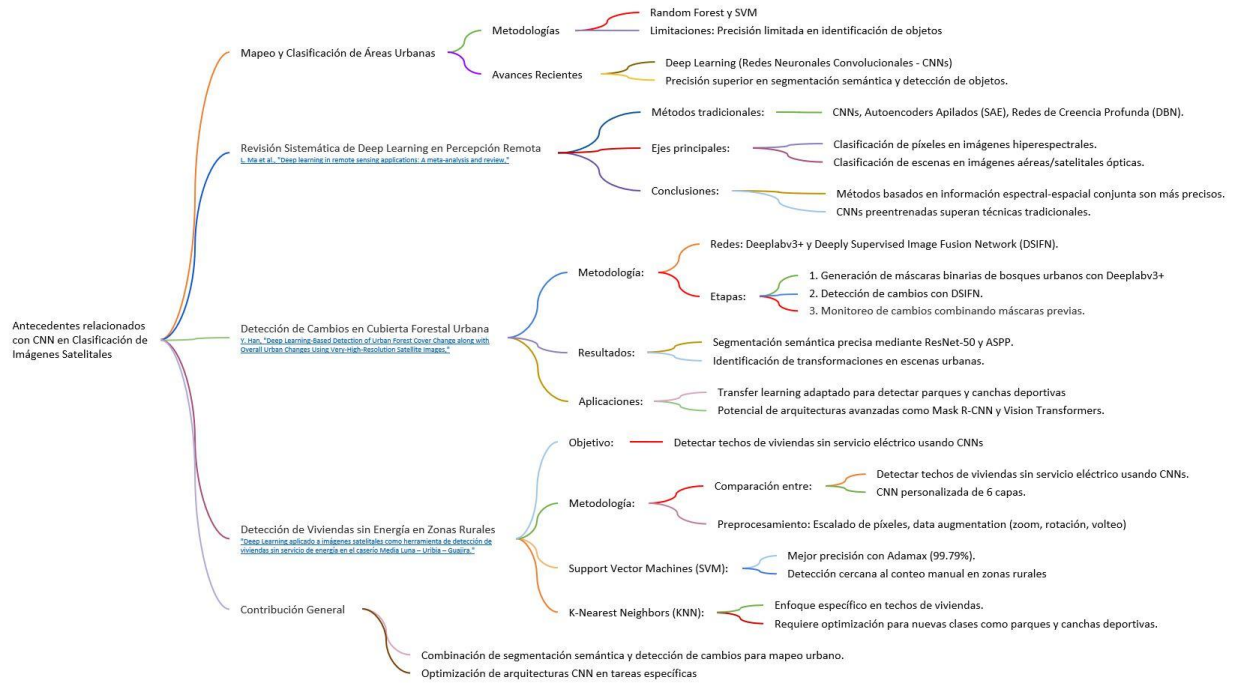 Antecedentes relacionados
con CNN en Clasificación de
Imágenes Satelitales
Mapeo y Clasificación de Áreas Urbanas
Metodologías
Random Forest y SVM
Limitaciones: Precisión limitada en identificación de objetos
Avances Recientes
Deep Learning (Redes Neuronales Convolucionales - CNNs)
Precisión superior en segmentación semántica y detección de objetos.
Revisión Sistemática de Deep Learning en Percepción Remota
L. Ma et al., "Deep learning in remote sensing applications: A meta-analysis and review,"
Métodos tradicionales:
CNNs, Autoencoders Apilados (SAE), Redes de Creencia Profunda (DBN).
Ejes principales:
Clasificación de píxeles en imágenes hiperespectrales.
Clasificación de escenas en imágenes aéreas/satelitales ópticas.
Conclusiones:
Métodos basados en información espectral-espacial conjunta son más precisos.
CNNs preentrenadas superan técnicas tradicionales.
Detección de Cambios en Cubierta Forestal Urbana
Y. Han, "Deep Learning-Based Detection of Urban Forest Cover Change along with
Overall Urban Changes Using Very-High-Resolution Satellite Images,"
Metodología:
Redes: Deeplabv3+ y Deeply Supervised Image Fusion Network (DSIFN).
Etapas:
1. Generación de máscaras binarias de bosques urbanos con Deeplabv3+
2. Detección de cambios con DSIFN.
3. Monitoreo de cambios combinando máscaras previas.
Resultados:
Segmentación semántica precisa mediante ResNet-50 y ASPP.
Identificación de transformaciones en escenas urbanas.
Aplicaciones:
Transfer learning adaptado para detectar parques y canchas deportivas
Potencial de arquitecturas avanzadas como Mask R-CNN y Vision Transformers.
Detección de Viviendas sin Energía en Zonas Rurales
"Deep Learning aplicado a imágenes satelitales como herramienta de detección de
viviendas sin servicio de energía en el caserío Media Luna – Uribia – Guajira."
Objetivo:
Detectar techos de viviendas sin servicio eléctrico usando CNNs
Metodología:
Comparación entre:
Detectar techos de viviendas sin servicio eléctrico usando CNNs.
CNN personalizada de 6 capas.
Preprocesamiento: Escalado de píxeles, data augmentation (zoom, rotación, volteo)
Support Vector Machines (SVM):
Mejor precisión con Adamax (99.79%).
Detección cercana al conteo manual en zonas rurales
K-Nearest Neighbors (KNN):
Enfoque específico en techos de viviendas.
Requiere optimización para nuevas clases como parques y canchas deportivas.
Contribución General
Combinación de segmentación semántica y detección de cambios para mapeo urbano.
Optimización de arquitecturas CNN en tareas específicas